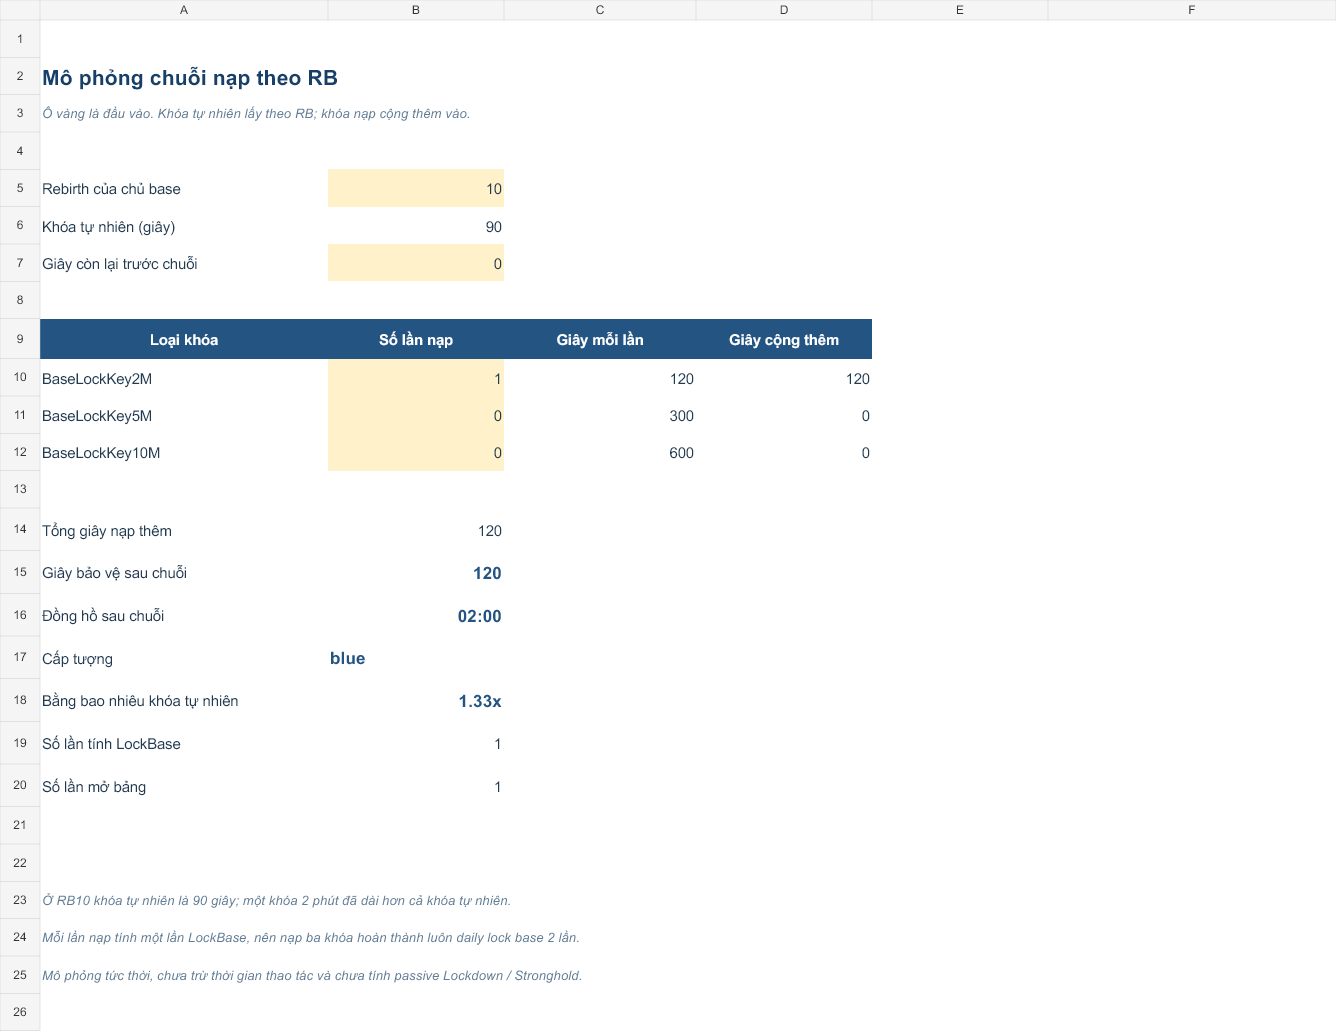 A B C D E F
1
2 Mô phỏng chuỗi nạp theo RB
3 Ô vàng là đầu vào. Khóa tự nhiên lấy theo RB; khóa nạp cộng thêm vào.
4
5 Rebirth của chủ base 10
6 Khóa tự nhiên (giây) 90
7 Giây còn lại trước chuỗi 0
8
9 Loại khóa Số lần nạp Giây mỗi lần Giây cộng thêm
10 BaseLockKey2M 1 120 120
11 BaseLockKey5M 0 300 0
12 BaseLockKey10M 0 600 0
13
14 Tổng giây nạp thêm 120
15 Giây bảo vệ sau chuỗi 120
16 Đồng hồ sau chuỗi 02:00
17 Cấp tượng blue
18 Bằng bao nhiêu khóa tự nhiên 1.33x
19 Số lần tính LockBase 1
20 Số lần mở bảng 1
21
22
23 Ở RB10 khóa tự nhiên là 90 giây; một khóa 2 phút đã dài hơn cả khóa tự nhiên.
24 Mỗi lần nạp tính một lần LockBase, nên nạp ba khóa hoàn thành luôn daily lock base 2 lần.
25 Mô phỏng tức thời, chưa trừ thời gian thao tác và chưa tính passive Lockdown / Stronghold.
26